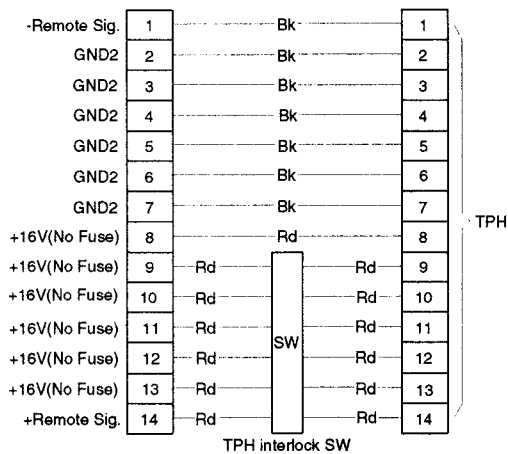 -Remote Sig. 1 Bk 1
GND2 2 Bk 2
GND2 3 Bk 3
GND2 4 Bk 4
GND2 5 Bk 5
GND2 6 Bk 6
GND2 7 Bk 7
TPH
+16V(No Fuse) 8 Rd 8
+16V(No Fuse) 9 Rd Rd 9
+16V(No Fuse) 10 Rd Rd 10
+16V(No Fuse) 11 Rd Rd 11
SW
+16V(No Fuse) 12 Rd Rd 12
+16V(No Fuse) 13 Rd Rd 13
+Remote Sig. 14 Rd Rd 14
TPH interlock SW